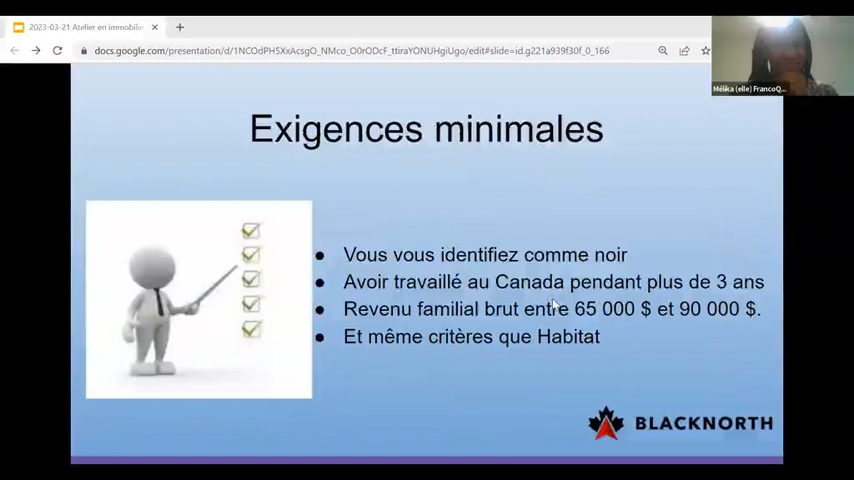 2023-03-21 Atelier en immobilie
docs.google.com/presentation/d/1NCOdPH5XxAcsgO_NMco_O0rODcF_ttiraYONUHgiUgo/edit#slide=id.g221a939f30f_0_166
Mélika (elle) FrancoQ...
Exigences minimales
● Vous vous identifiez comme noir
● Avoir travaillé au Canada pendant plus de 3 ans
● Revenu familial brut entre 65 000 $ et 90 000 $.
● Et même critères que Habitat
BLACKNORTH